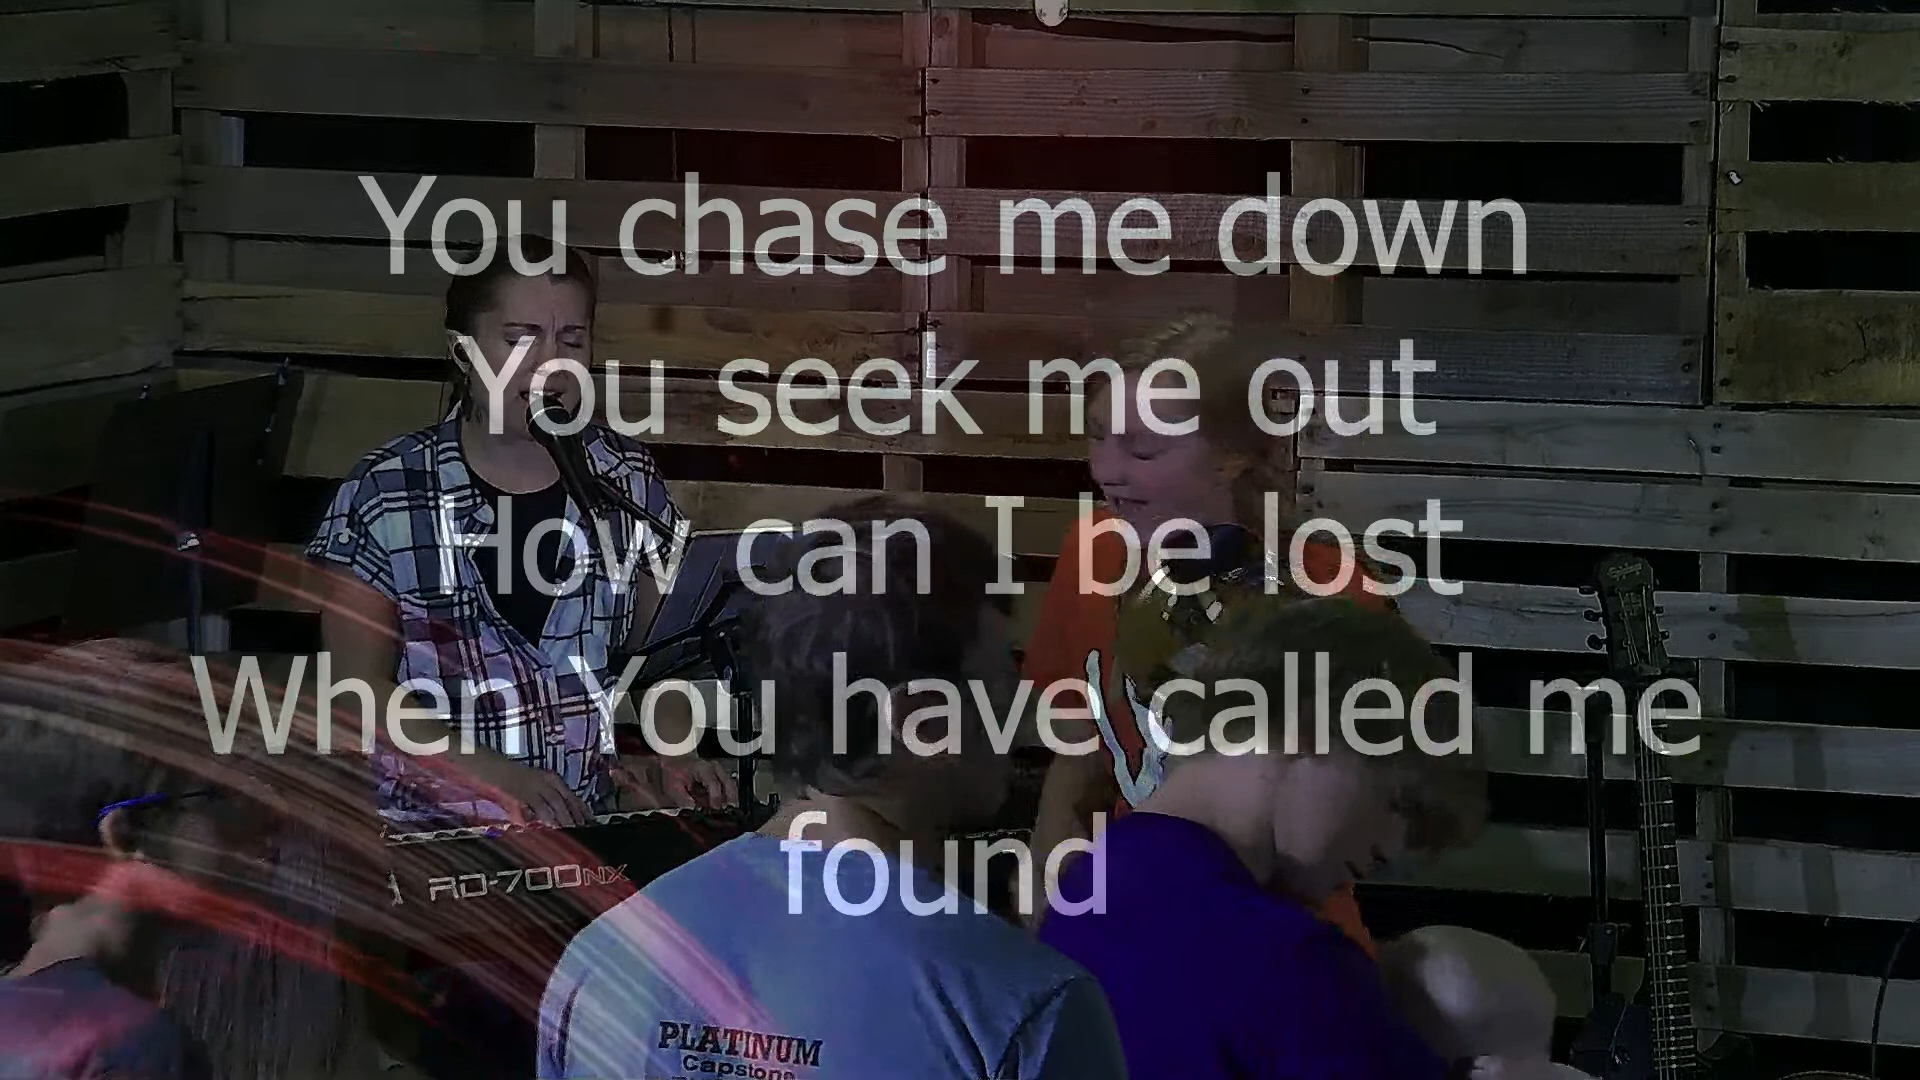 You chase me down
You seek me out
How can I be lost
When You have called me
found
RD-700NX
PLATINUM
Capstone